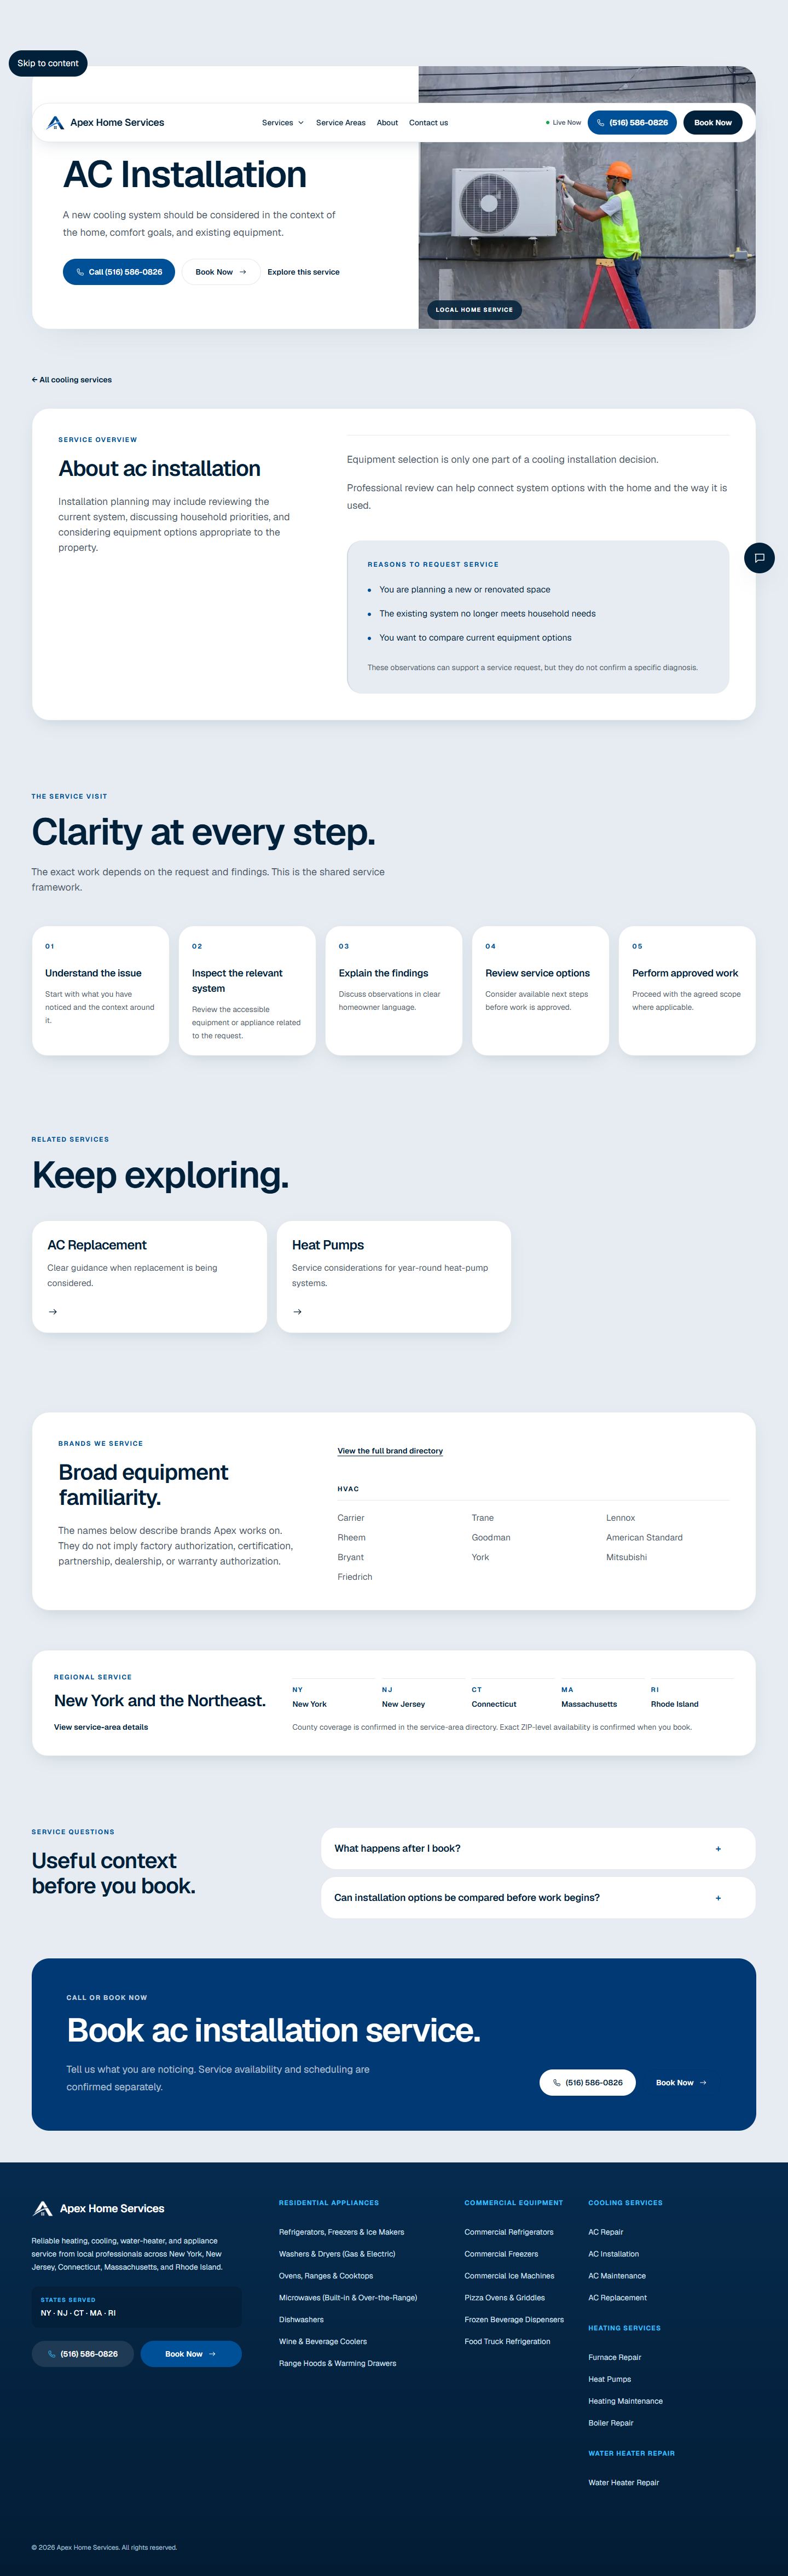 Skip to content
Apex Home Services
Services
Service Areas
About
Contact us
Live Now
(516) 586-0826
Book Now
AC Installation
A new cooling system should be considered in the context of
the home, comfort goals, and existing equipment.
Call (516) 586-0826
Book Now →
Explore this service
LOCAL HOME SERVICE
← All cooling services
SERVICE OVERVIEW
About ac installation
Installation planning may include reviewing the
current system, discussing household priorities, and
considering equipment options appropriate to the
property.
Equipment selection is only one part of a cooling installation decision.
Professional review can help connect system options with the home and the way it is
used.
REASONS TO REQUEST SERVICE
You are planning a new or renovated space
The existing system no longer meets household needs
You want to compare current equipment options
These observations can support a service request, but they do not confirm a specific diagnosis.
THE SERVICE VISIT
Clarity at every step.
The exact work depends on the request and findings. This is the shared service
framework.
01
Understand the issue
Start with what you have
noticed and the context around
it.
02
Inspect the relevant
system
Review the accessible
equipment or appliance related
to the request.
03
Explain the findings
Discuss observations in clear
homeowner language.
04
Review service options
Consider available next steps
before work is approved.
05
Perform approved work
Proceed with the agreed scope
where applicable.
RELATED SERVICES
Keep exploring.
AC Replacement
Clear guidance when replacement is being
considered.
→
Heat Pumps
Service considerations for year-round heat-pump
systems.
→
BRANDS WE SERVICE
Broad equipment
familiarity.
The names below describe brands Apex works on.
They do not imply factory authorization, certification,
partnership, dealership, or warranty authorization.
View the full brand directory
HVAC
Carrier
Trane
Lennox
Rheem
Goodman
American Standard
Bryant
York
Mitsubishi
Friedrich
REGIONAL SERVICE
New York and the Northeast.
View service-area details
NY
New York
NJ
New Jersey
CT
Connecticut
MA
Massachusetts
RI
Rhode Island
County coverage is confirmed in the service-area directory. Exact ZIP-level availability is confirmed when you book.
SERVICE QUESTIONS
Useful context
before you book.
What happens after I book? +
Can installation options be compared before work begins? +
CALL OR BOOK NOW
Book ac installation service.
Tell us what you are noticing. Service availability and scheduling are
confirmed separately.
(516) 586-0826
Book Now →
Apex Home Services
Reliable heating, cooling, water-heater, and appliance
service from local professionals across New York, New
Jersey, Connecticut, Massachusetts, and Rhode Island.
STATES SERVED
NY · NJ · CT · MA · RI
(516) 586-0826
Book Now →
RESIDENTIAL APPLIANCES
Refrigerators, Freezers & Ice Makers
Washers & Dryers (Gas & Electric)
Ovens, Ranges & Cooktops
Microwaves (Built-in & Over-the-Range)
Dishwashers
Wine & Beverage Coolers
Range Hoods & Warming Drawers
COMMERCIAL EQUIPMENT
Commercial Refrigerators
Commercial Freezers
Commercial Ice Machines
Pizza Ovens & Griddles
Frozen Beverage Dispensers
Food Truck Refrigeration
COOLING SERVICES
AC Repair
AC Installation
AC Maintenance
AC Replacement
HEATING SERVICES
Furnace Repair
Heat Pumps
Heating Maintenance
Boiler Repair
WATER HEATER REPAIR
Water Heater Repair
© 2026 Apex Home Services. All rights reserved.